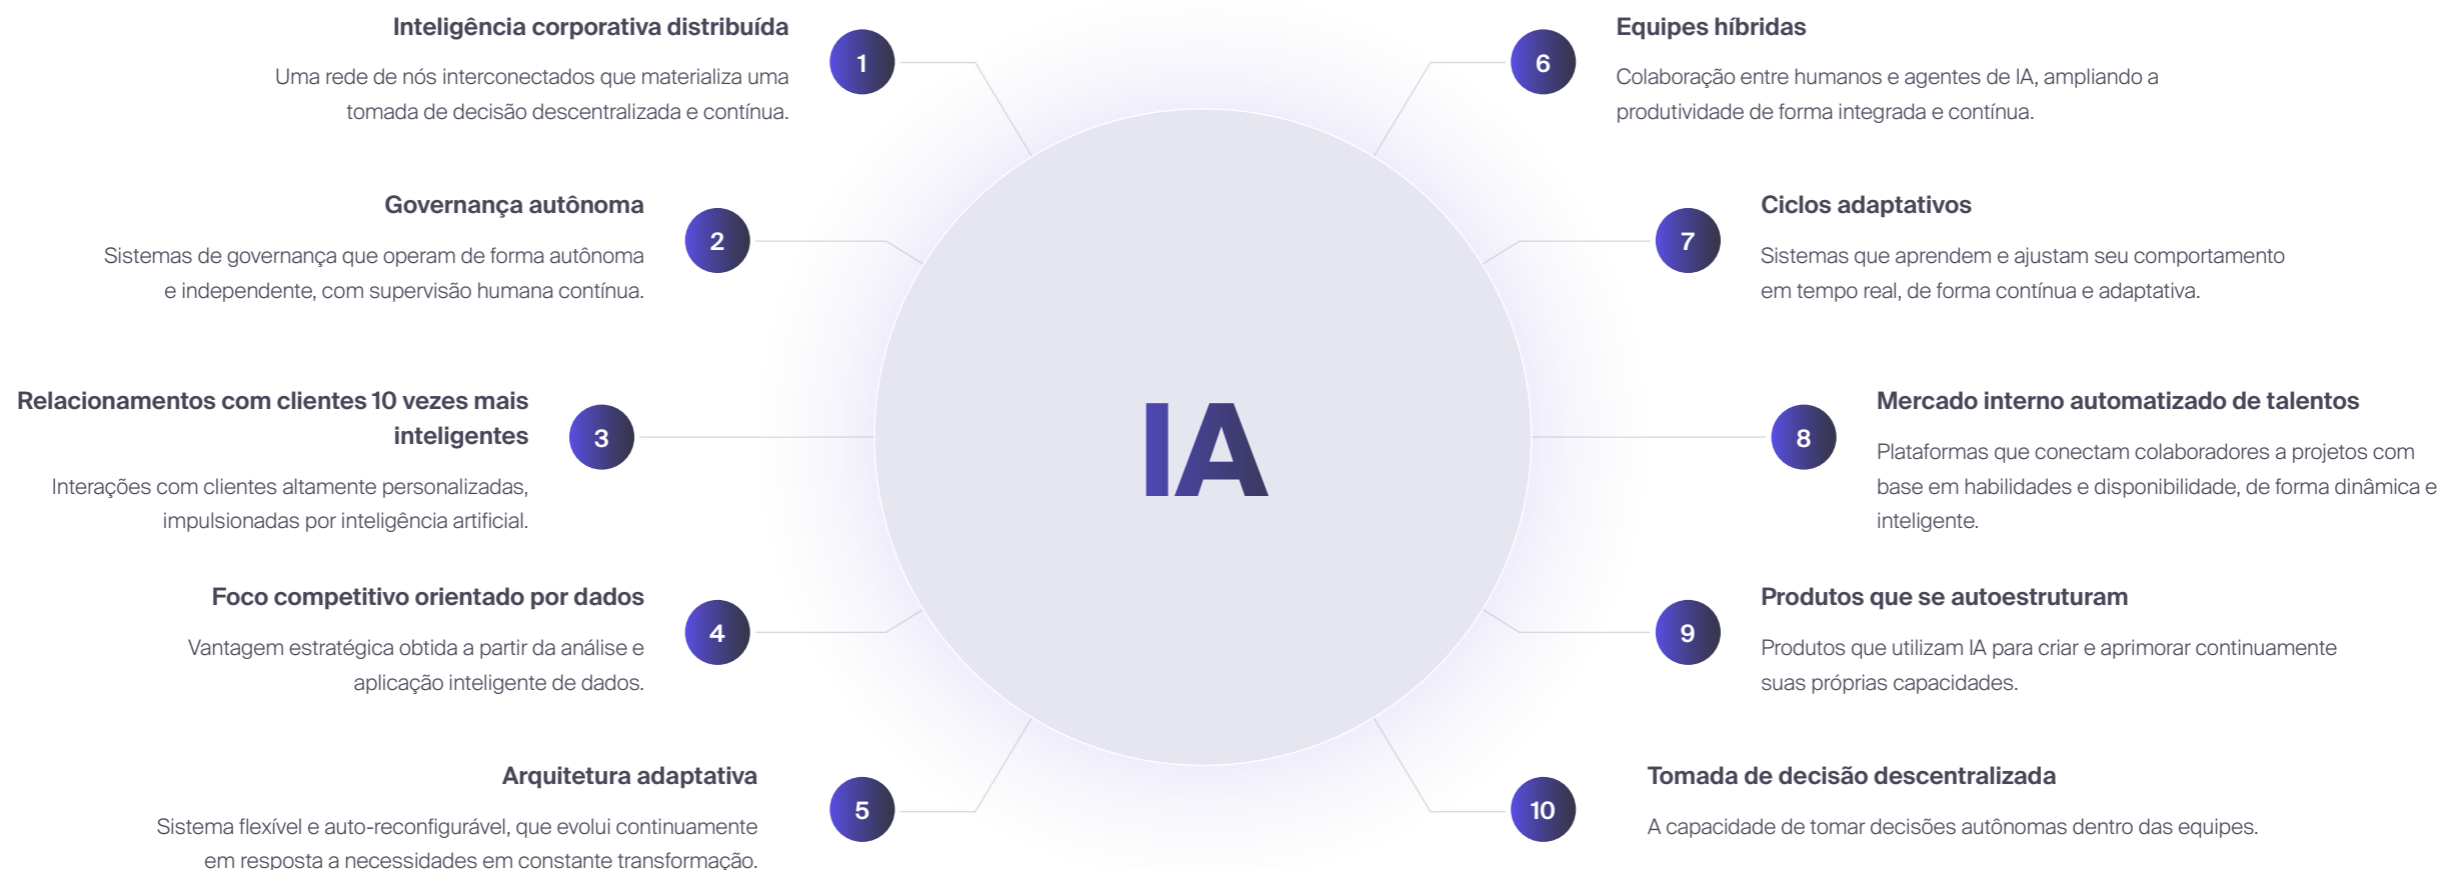 Inteligência corporativa distribuída
1
Uma rede de nós interconectados que materializa uma
tomada de decisão descentralizada e contínua.
Governança autônoma
2
Sistemas de governança que operam de forma autônoma
e independente, com supervisão humana contínua.
Relacionamentos com clientes 10 vezes mais
inteligentes
3
Interações com clientes altamente personalizadas,
impulsionadas por inteligência artificial.
Foco competitivo orientado por dados
4
Vantagem estratégica obtida a partir da análise e
aplicação inteligente de dados.
Arquitetura adaptativa
5
Sistema flexível e auto-reconfigurável, que evolui continuamente
em resposta a necessidades em constante transformação.
IA
Equipes híbridas
6
Colaboração entre humanos e agentes de IA, ampliando a
produtividade de forma integrada e contínua.
Ciclos adaptativos
7
Sistemas que aprendem e ajustam seu comportamento
em tempo real, de forma contínua e adaptativa.
Mercado interno automatizado de talentos
8
Plataformas que conectam colaboradores a projetos com
base em habilidades e disponibilidade, de forma dinâmica e
inteligente.
Produtos que se autoestruturam
9
Produtos que utilizam IA para criar e aprimorar continuamente
suas próprias capacidades.
Tomada de decisão descentralizada
10
A capacidade de tomar decisões autônomas dentro das equipes.